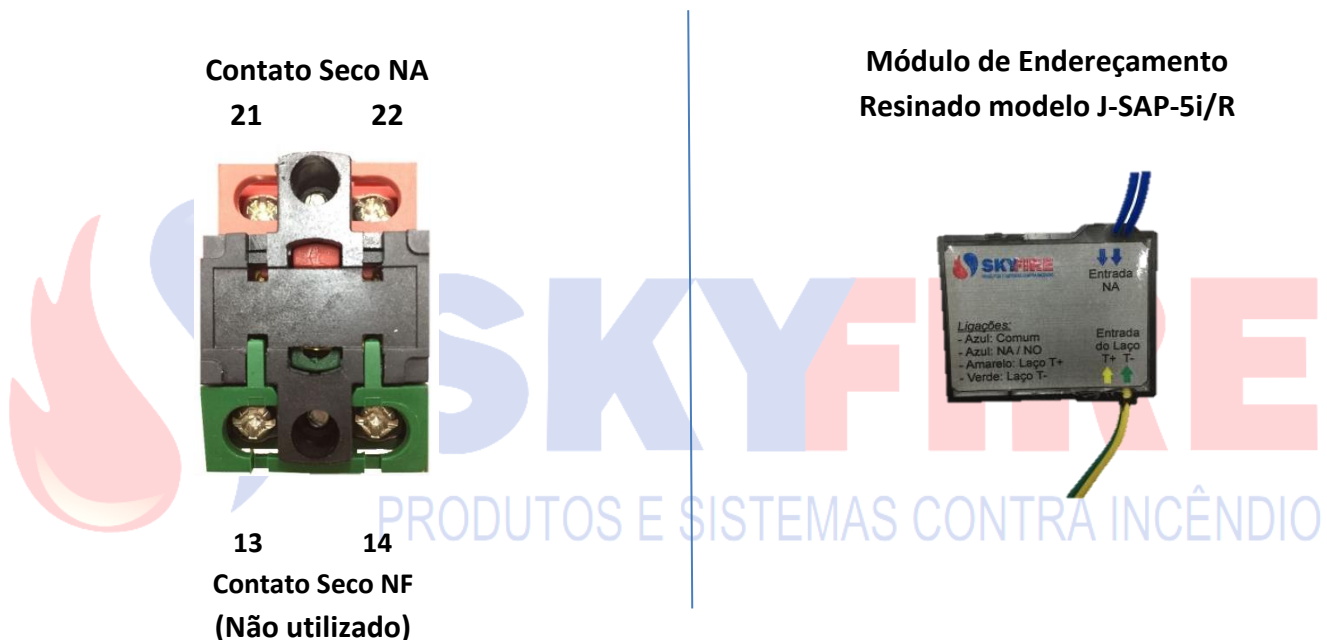 Contato Seco NA
21 22
13 14
Contato Seco NF
(Não utilizado)
Módulo de Endereçamento
Resinado modelo J-SAP-5i/R
SKYFIRE
Entrada
NA
Ligações:
- Azul: Comum
- Azul: NA / NO
- Amarelo: Laço T+
- Verde: Laço T-
Entrada
do Laço
T+ T-
SKYFIRE
PRODUTOS E SISTEMAS CONTRA INCÊNDIO